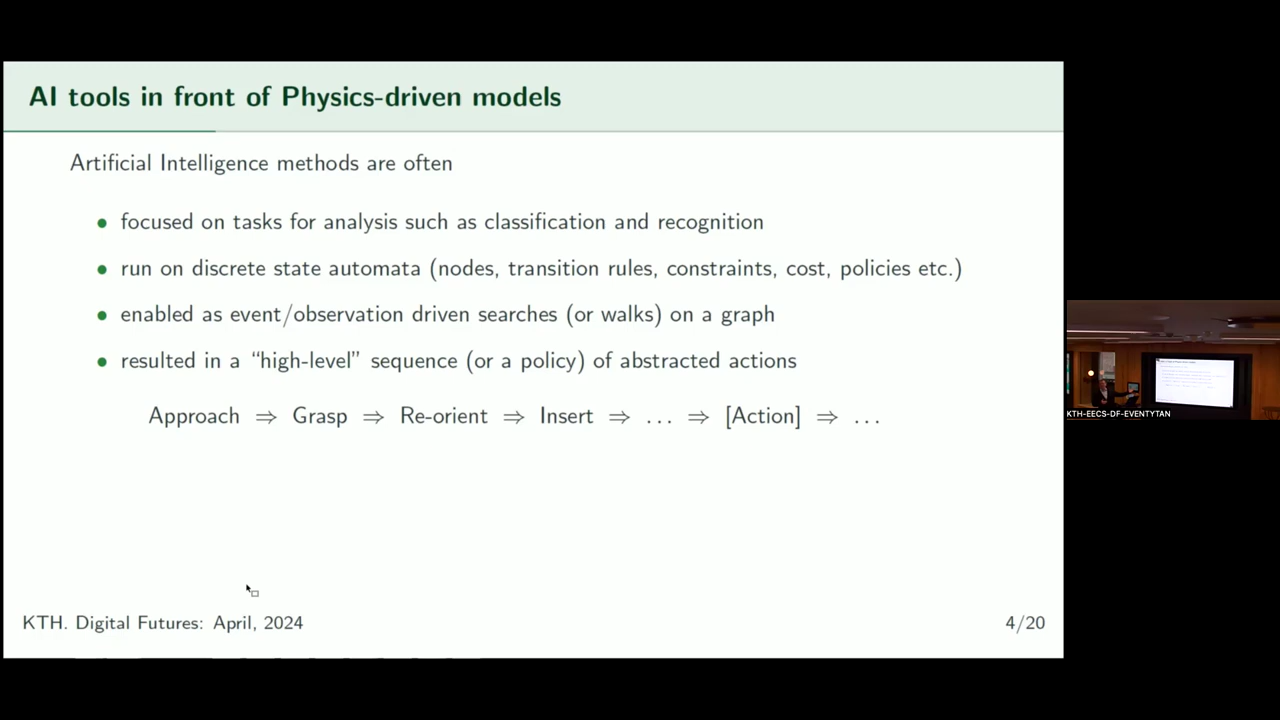 AI tools in front of Physics-driven models
Artificial Intelligence methods are often
• focused on tasks for analysis such as classification and recognition
• run on discrete state automata (nodes, transition rules, constraints, cost, policies etc.)
• enabled as event/observation driven searches (or walks) on a graph
• resulted in a “high-level” sequence (or a policy) of abstracted actions
Approach ⇒ Grasp ⇒ Re-orient ⇒ Insert ⇒ ... ⇒ [Action] ⇒ ...
KTH. Digital Futures: April, 2024
4/20
KTH-EECS-DF-EVENTYTAN